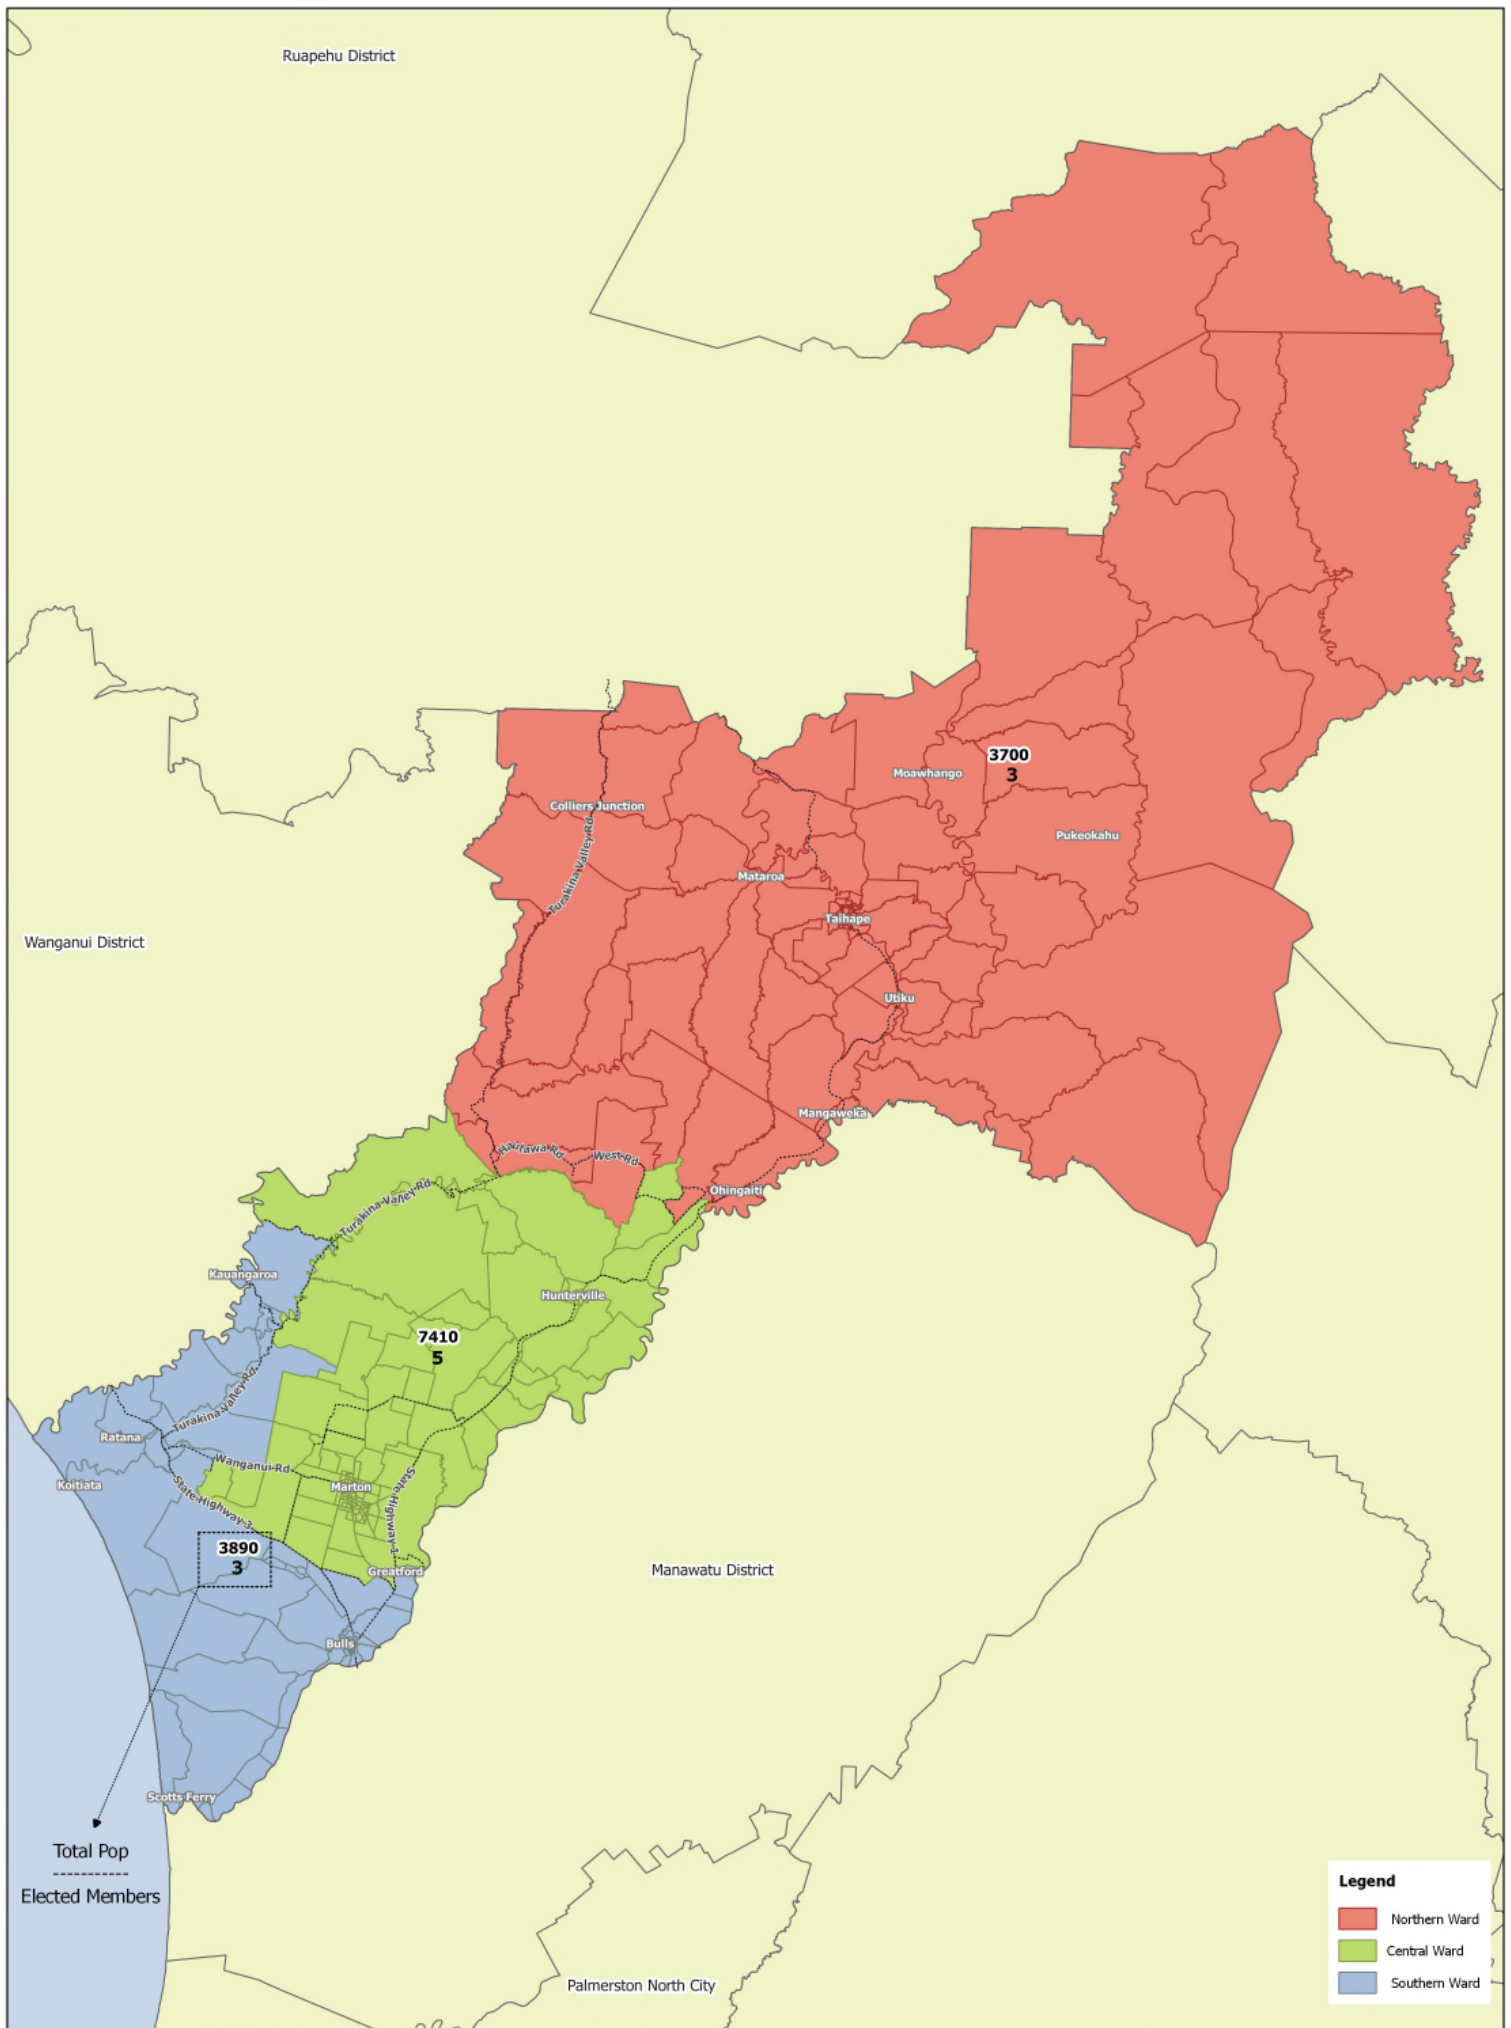 Ruapehu District
3700
3
Moawhango
Colliers Junction
Pukeokahu
Turakina Valley Rd
Mataroa
Taihape
Wanganui District
Utiku
Mangaweka
Hautawa Rd
West Rd
Ohingaiti
Turakina Valley Rd
Kauangaroa
Hunterville
7410
5
Turakina Valley Rd
Ratana
Wanganui Rd
Koitiata
Marton
State Highway 3
State Highway 1
3890
3
Greatford
Manawatu District
Bulls
Scotts Ferry
Total Pop
Elected Members
Legend
Northern Ward
Central Ward
Southern Ward
Palmerston North City